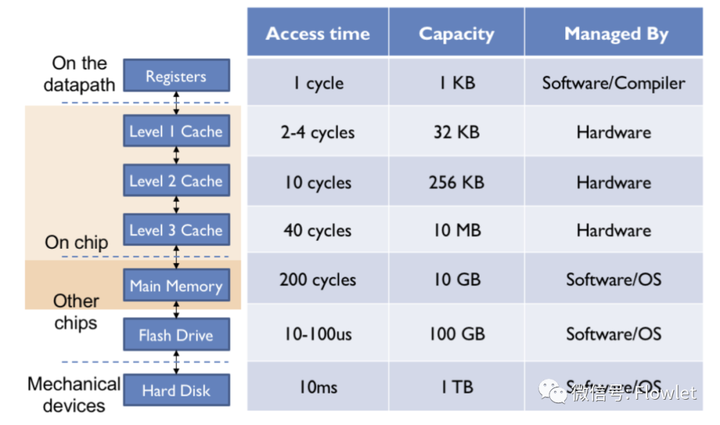 Access time Capacity Managed By
On the
datapath
Registers 1 cycle 1 KB Software/Compiler
Level 1 Cache 2-4 cycles 32 KB Hardware
Level 2 Cache 10 cycles 256 KB Hardware
Level 3 Cache 40 cycles 10 MB Hardware
On chip
Main Memory 200 cycles 10 GB Software/OS
Other
chips
Flash Drive 10-100us 100 GB Software/OS
Mechanical
devices
Hard Disk 10ms 1 TB Software/OS
微信号: Flowlet